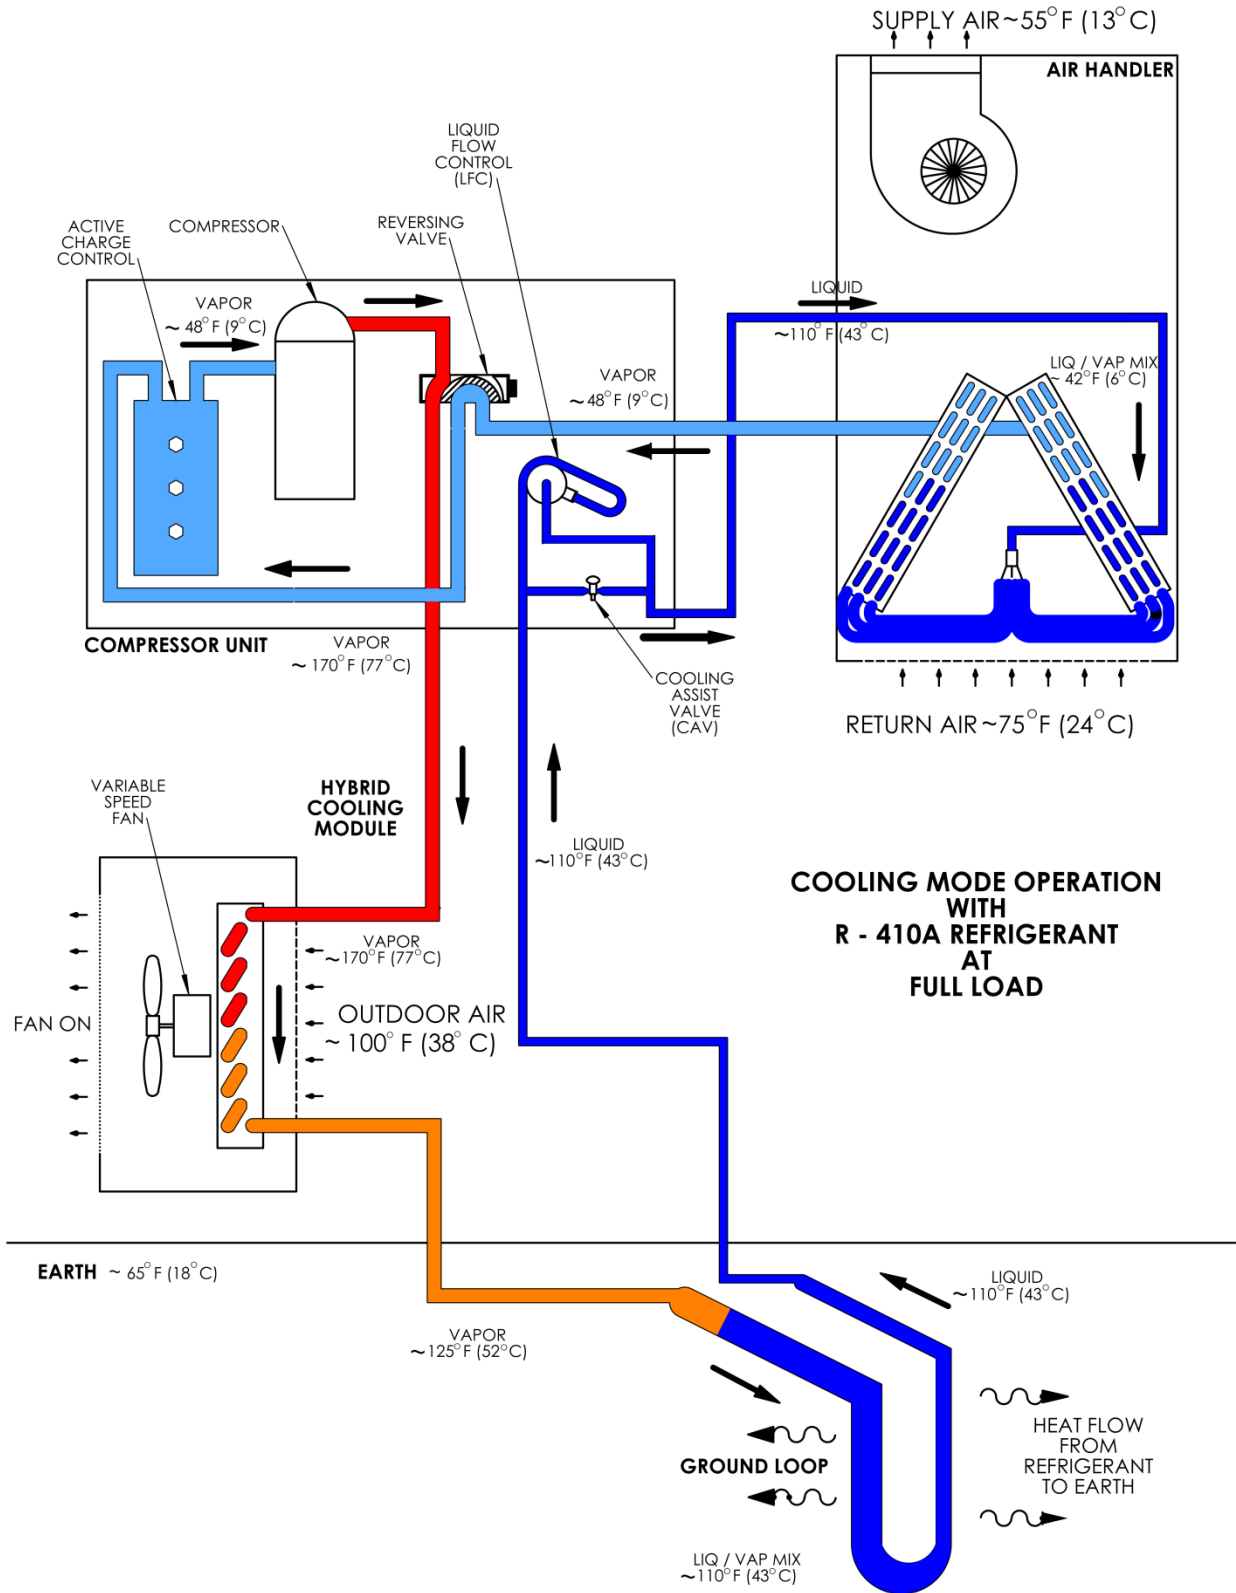 SUPPLY AIR ~55°F (13°C)
AIR HANDLER
LIQUID
FLOW
CONTROL
(LFC)
ACTIVE
CHARGE
CONTROL
COMPRESSOR
REVERSING
VALVE
VAPOR
~ 48°F (9°C)
LIQUID
~110°F (43°C)
VAPOR
~48°F (9°C)
LIQ / VAP MIX
~ 42°F (6°C)
COMPRESSOR UNIT
VAPOR
~ 170°F (77°C)
COOLING
ASSIST
VALVE
(CAV)
RETURN AIR ~75°F (24°C)
VARIABLE
SPEED
FAN
HYBRID
COOLING
MODULE
LIQUID
~110°F (43°C)
COOLING MODE OPERATION
WITH
R - 410A REFRIGERANT
AT
FULL LOAD
VAPOR
~170°F (77°C)
FAN ON
OUTDOOR AIR
~ 100° F (38° C)
EARTH ~ 65°F (18°C)
LIQUID
~110°F (43°C)
VAPOR
~125°F (52°C)
GROUND LOOP
HEAT FLOW
FROM
REFRIGERANT
TO EARTH
LIQ / VAP MIX
~110°F (43°C)